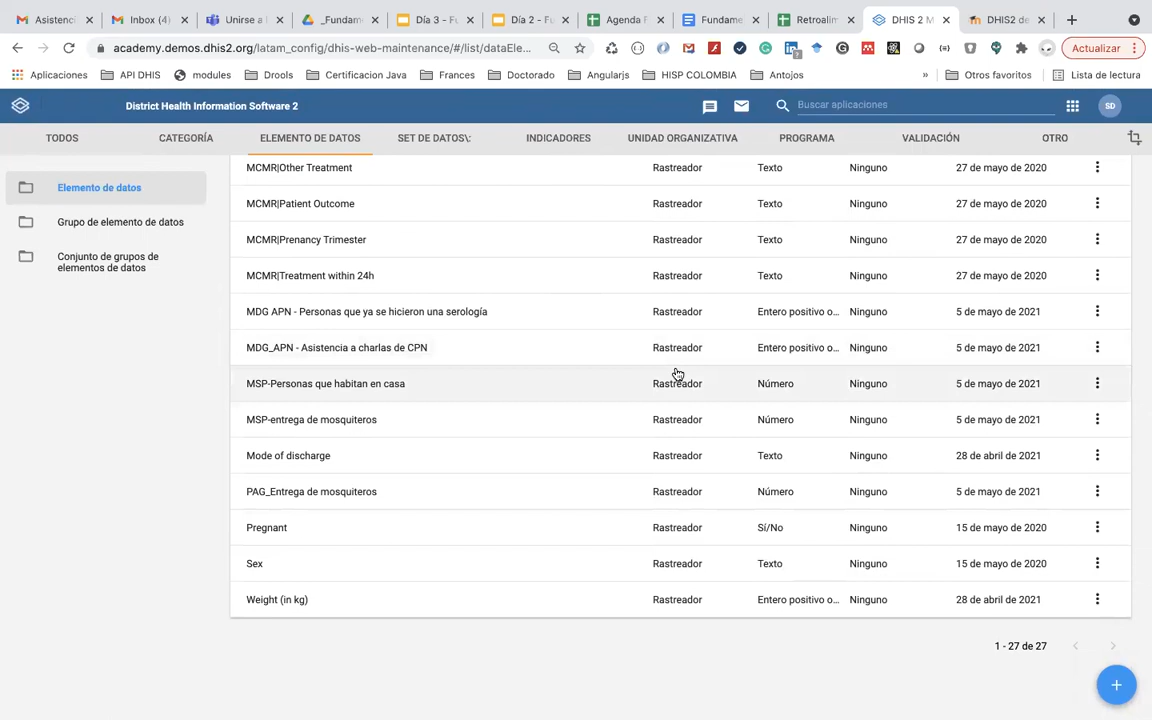 Asistenc
Inbox (4)
Unirse a
_Fundam
Día 3 - Fu
Día 2 - Fu
Agenda F
Fundame
Retroalim
DHIS 2 M
DHIS2 de
academy.demos.dhis2.org/latam_config/dhis-web-maintenance/#/list/dataEle...
Actualizar
Aplicaciones
API DHIS
modules
Drools
Certificacion Java
Frances
Doctorado
Angularjs
HISP COLOMBIA
Antojos
»
Otros favoritos
Lista de lectura
District Health Information Software 2
Buscar aplicaciones
SD
TODOS
CATEGORÍA
ELEMENTO DE DATOS
SET DE DATOS\:
INDICADORES
UNIDAD ORGANIZATIVA
PROGRAMA
VALIDACIÓN
OTRO
Elemento de datos
Grupo de elemento de datos
Conjunto de grupos de
elementos de datos
MCMR|Other Treatment Rastreador Texto Ninguno 27 de mayo de 2020
MCMR|Patient Outcome Rastreador Texto Ninguno 27 de mayo de 2020
MCMR|Prenancy Trimester Rastreador Texto Ninguno 27 de mayo de 2020
MCMR|Treatment within 24h Rastreador Texto Ninguno 27 de mayo de 2020
MDG APN - Personas que ya se hicieron una serología Rastreador Entero positivo o... Ninguno 5 de mayo de 2021
MDG_APN - Asistencia a charlas de CPN Rastreador Entero positivo o... Ninguno 5 de mayo de 2021
MSP-Personas que habitan en casa Rastreador Número Ninguno 5 de mayo de 2021
MSP-entrega de mosquiteros Rastreador Número Ninguno 5 de mayo de 2021
Mode of discharge Rastreador Texto Ninguno 28 de abril de 2021
PAG_Entrega de mosquiteros Rastreador Número Ninguno 5 de mayo de 2021
Pregnant Rastreador Sí/No Ninguno 15 de mayo de 2020
Sex Rastreador Texto Ninguno 15 de mayo de 2020
Weight (in kg) Rastreador Entero positivo o... Ninguno 28 de abril de 2021
1 - 27 de 27